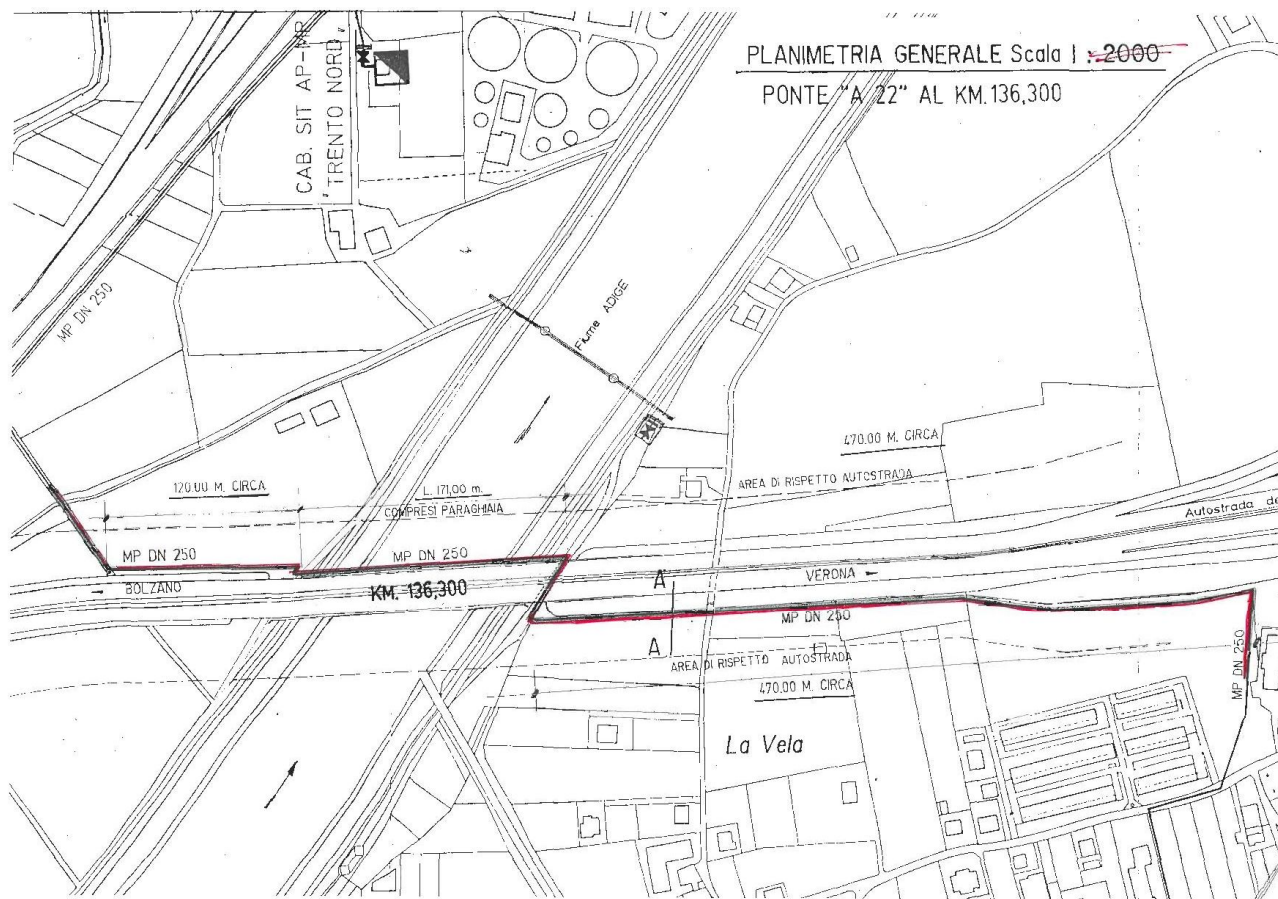 PLANIMETRIA GENERALE Scala 1 : 2000
PONTE "A 22" AL KM.136,300
CAB. SIT AP-MP
"TRENTO NORD"
MP DN 250
Fiume ADIGE
470.00 M. CIRCA
120.00 M. CIRCA
L. 171,00 m.
COMPRESI PARAGHIAIA
AREA DI RISPETTO AUTOSTRADA
Autostrada de
MP DN 250
MP DN 250
BOLZANO
KM. 136,300
VERONA
A
A
MP DN 250
AREA DI RISPETTO AUTOSTRADA
470.00 M. CIRCA
MP DN 250
La Vela